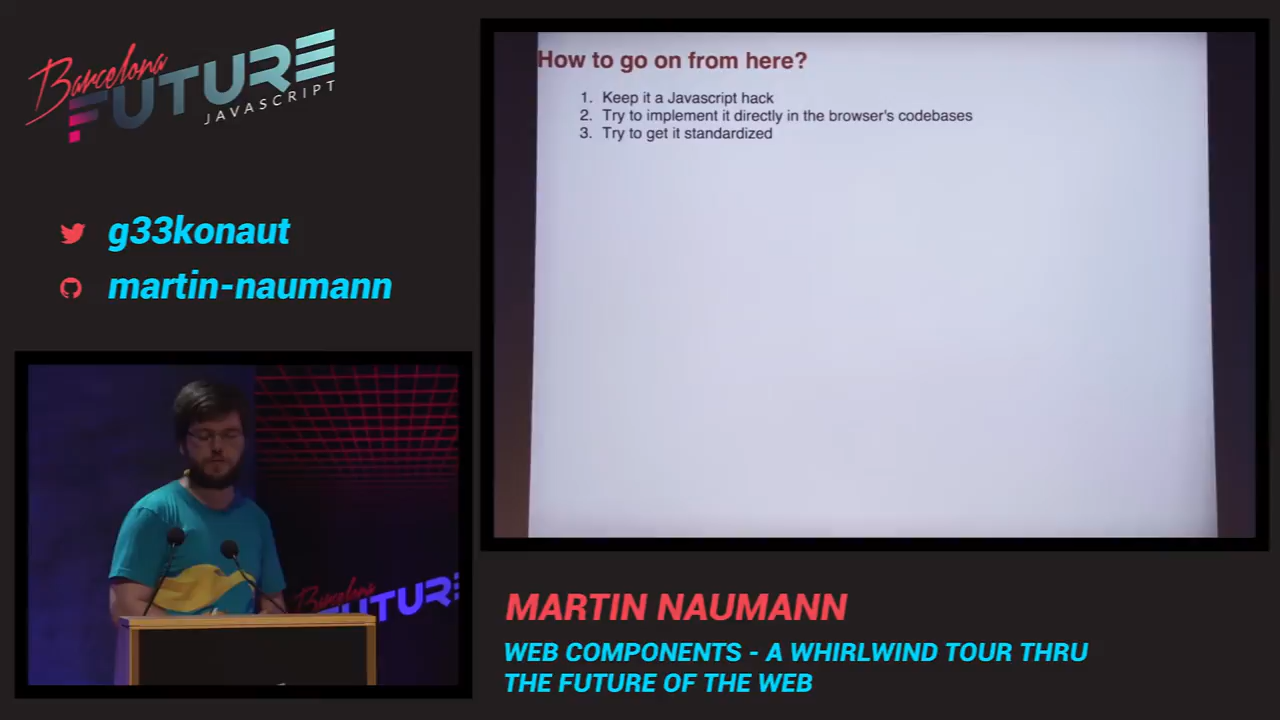 Barcelona
FUTURE
JAVASCRIPT
g33konaut
martin-naumann
How to go on from here?
1. Keep it a Javascript hack
2. Try to implement it directly in the browser's codebases
3. Try to get it standardized
Barcelona
FUTURE
MARTIN NAUMANN
WEB COMPONENTS - A WHIRLWIND TOUR THRU
THE FUTURE OF THE WEB